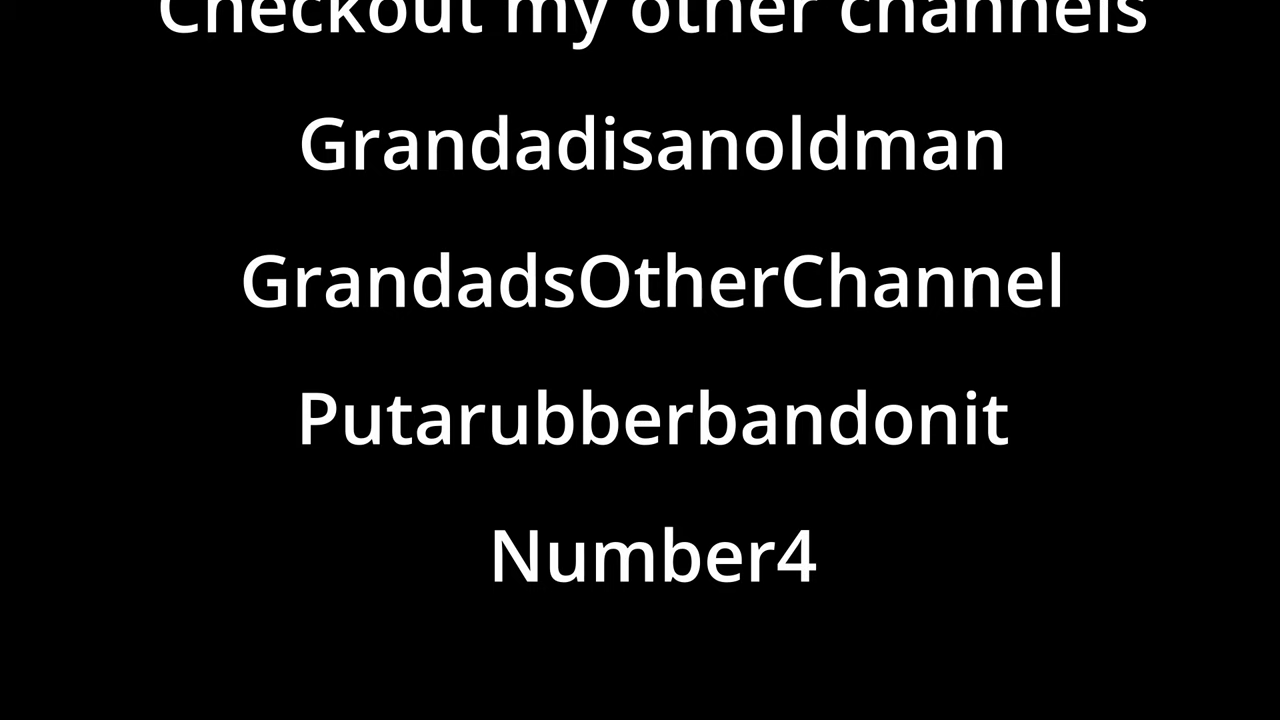 Checkout my other channels
Grandadisanoldman
GrandadsOtherChannel
Putarubberbandonit
Number4